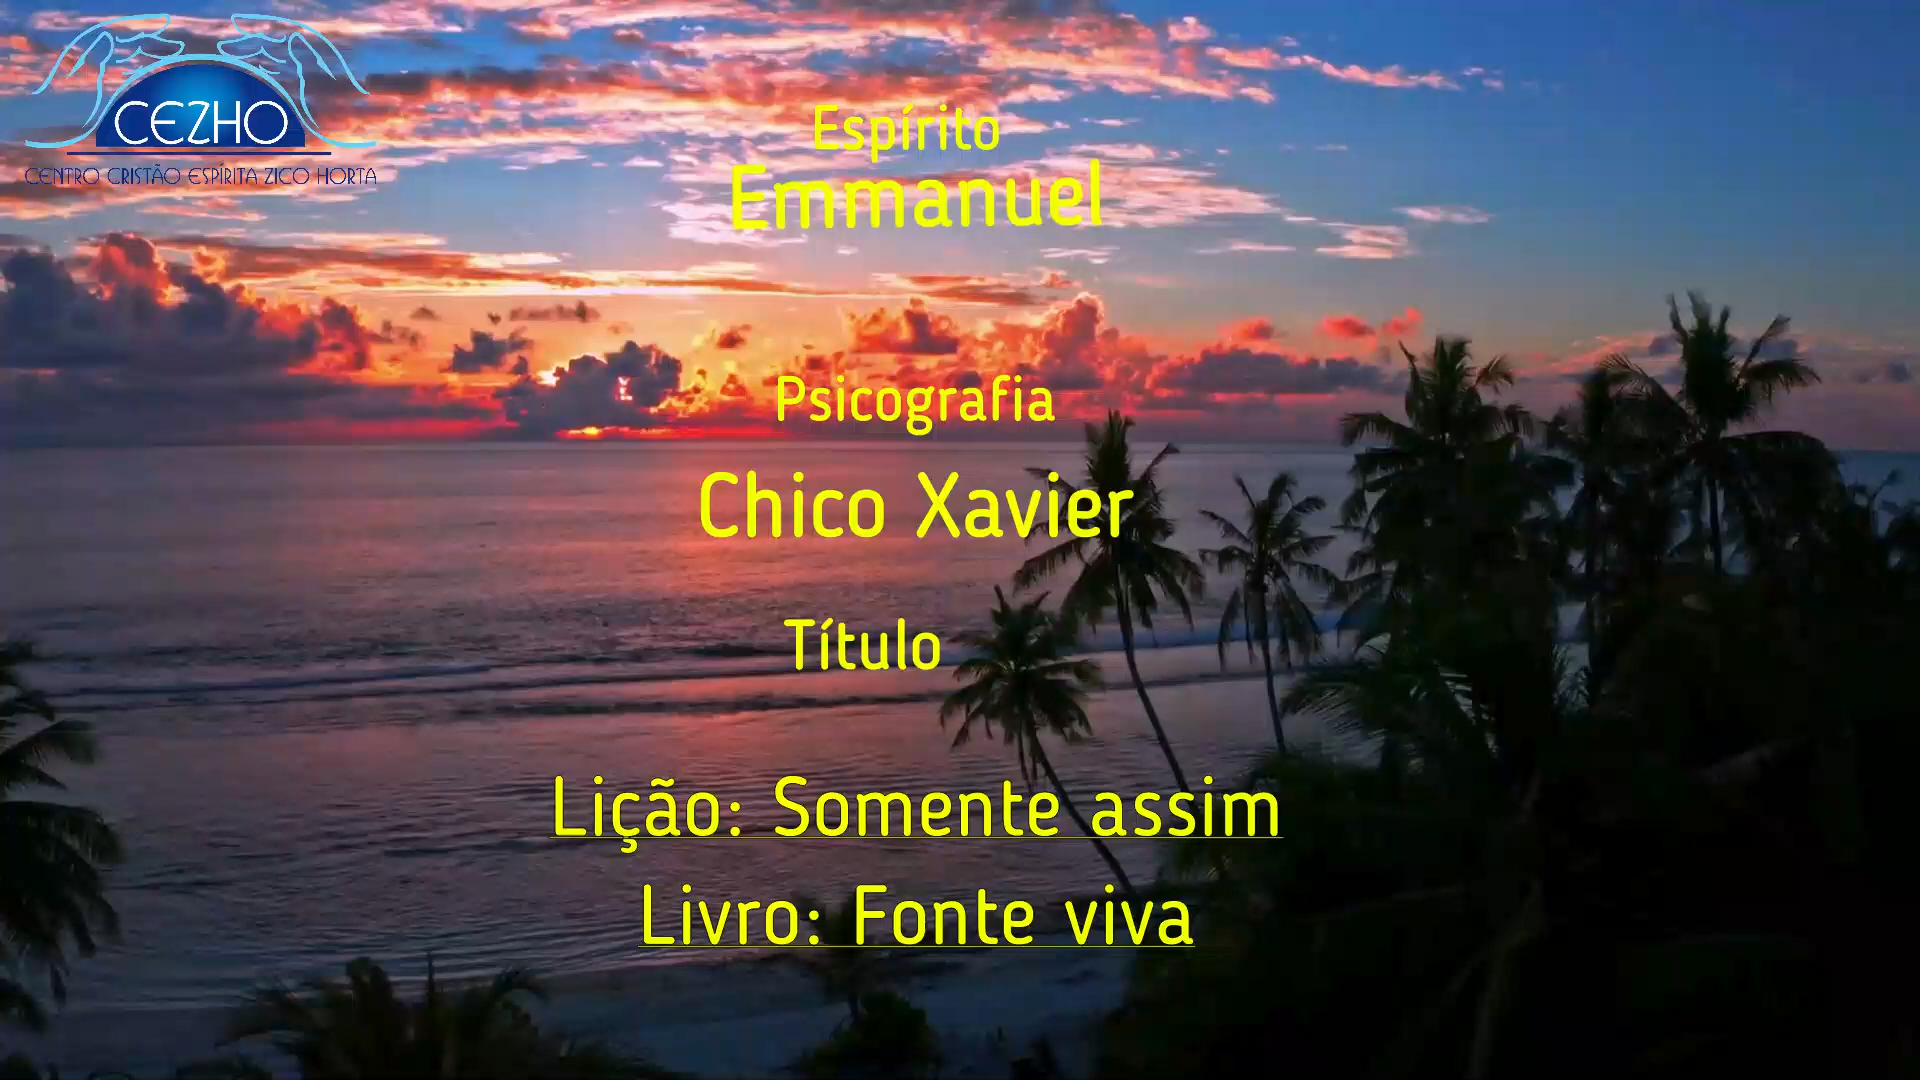 CEZHO
CENTRO CRISTÃO ESPÍRITA ZICO HORTA
Espírito
Emmanuel
Psicografia
Chico Xavier
Título
Lição: Somente assim
Livro: Fonte viva